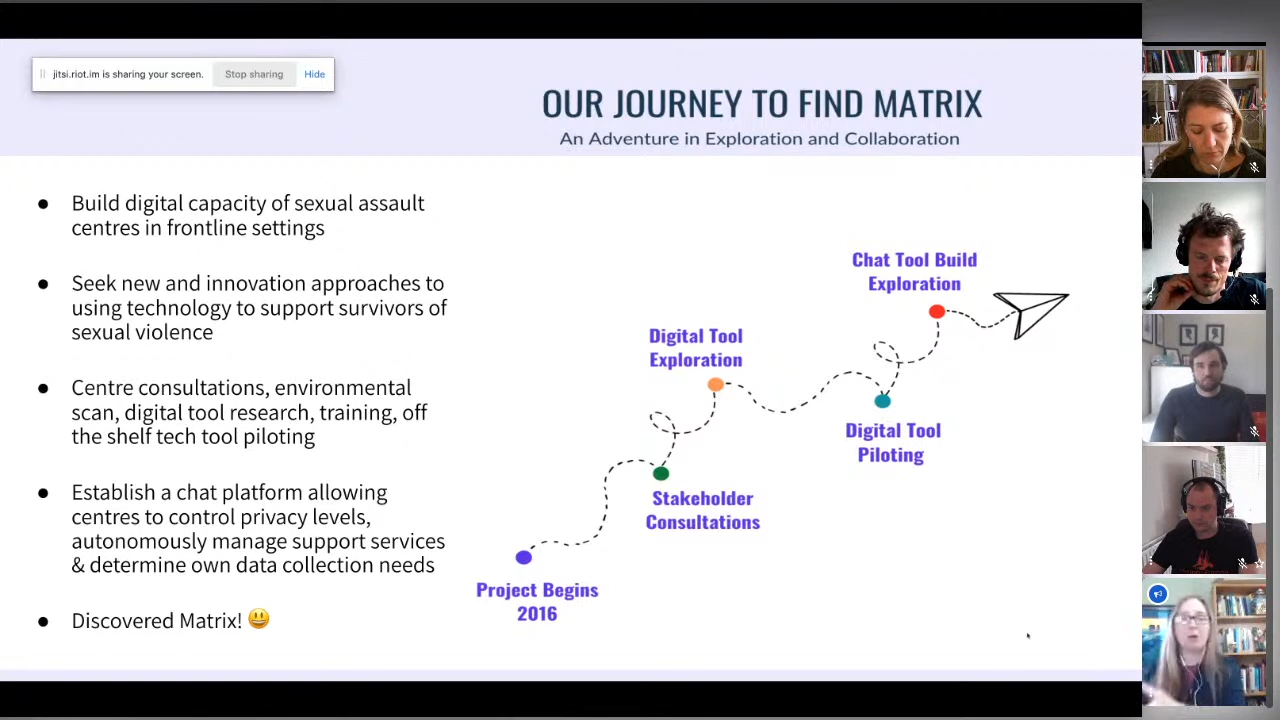 jitsi.riot.im is sharing your screen. Stop sharing Hide
OUR JOURNEY TO FIND MATRIX
An Adventure in Exploration and Collaboration
● Build digital capacity of sexual assault
centres in frontline settings
● Seek new and innovation approaches to
using technology to support survivors of
sexual violence
● Centre consultations, environmental
scan, digital tool research, training, off
the shelf tech tool piloting
● Establish a chat platform allowing
centres to control privacy levels,
autonomously manage support services
& determine own data collection needs
● Discovered Matrix! 😃
Project Begins
2016
Stakeholder
Consultations
Digital Tool
Exploration
Digital Tool
Piloting
Chat Tool Build
Exploration